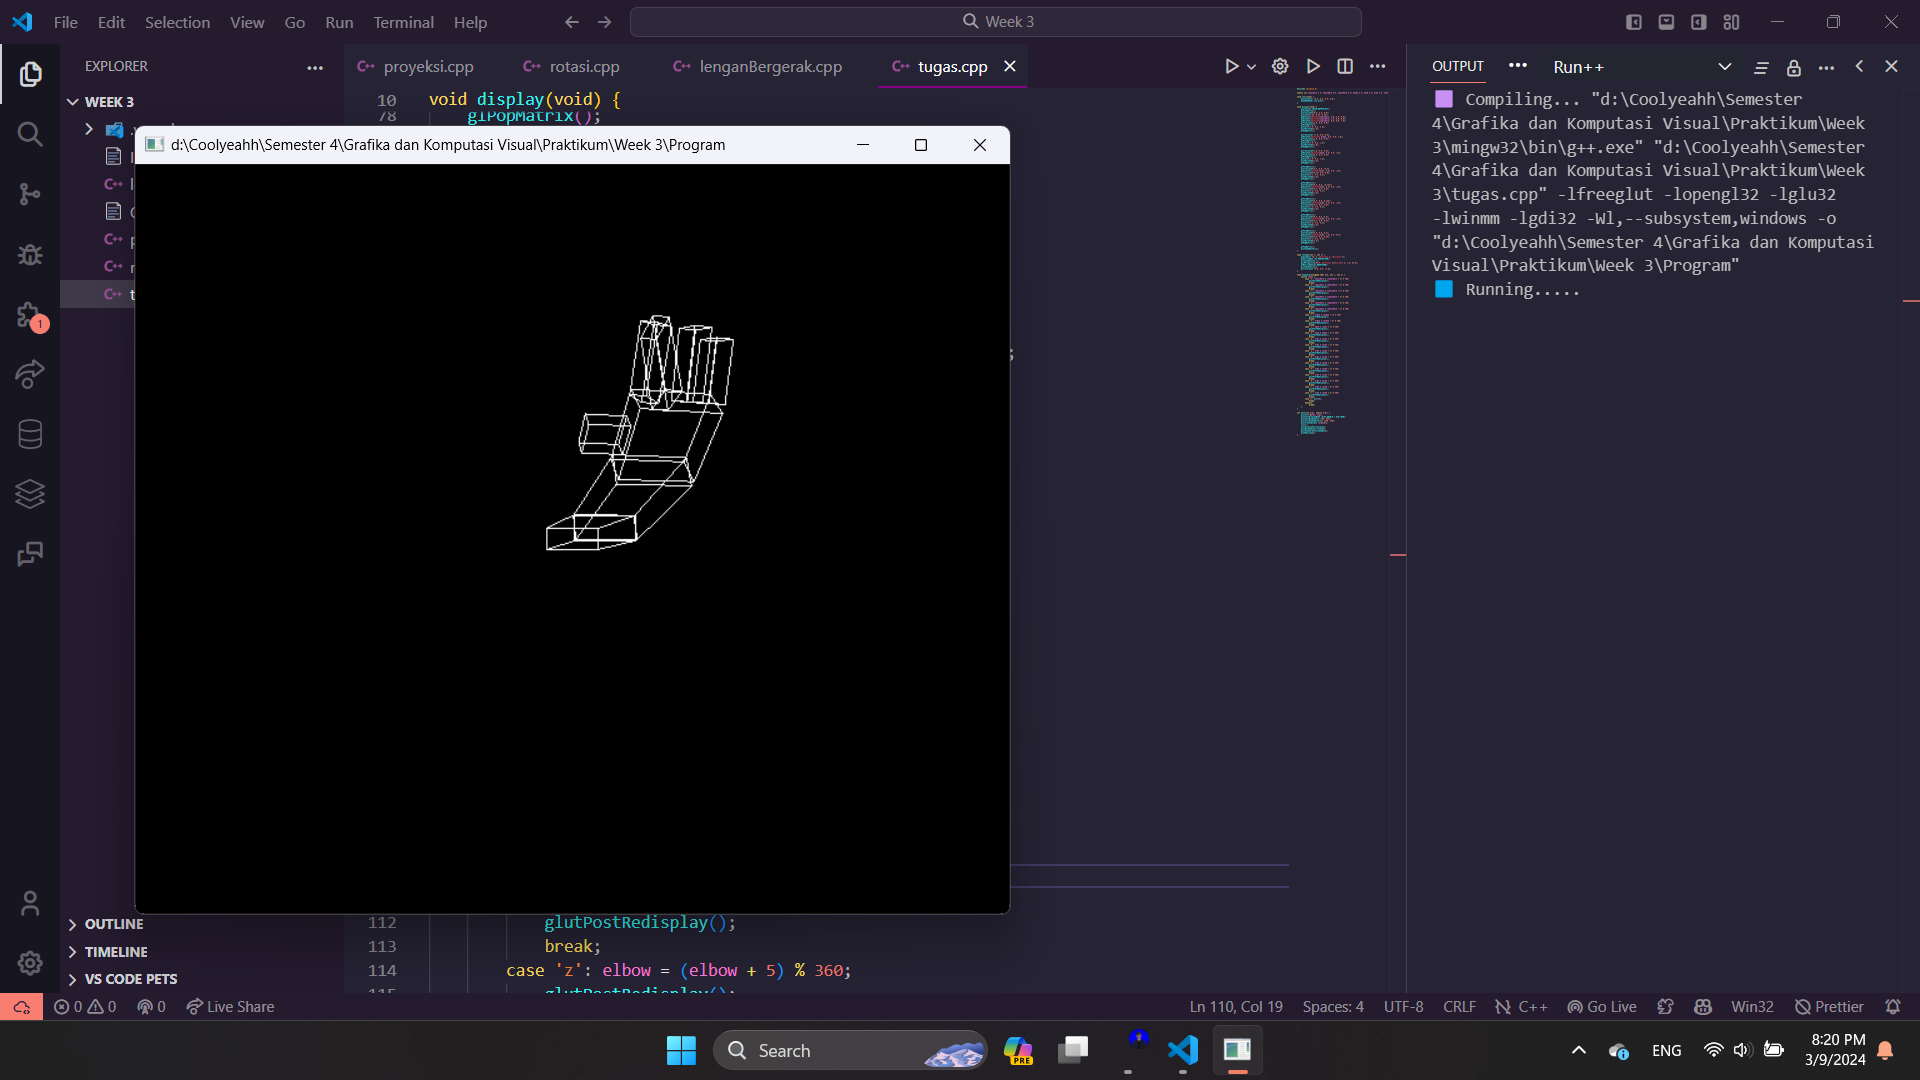 File Edit Selection View Go Run Terminal Help
Week 3
EXPLORER
WEEK 3
proyeksi.cpp
rotasi.cpp
lenganBergerak.cpp
tugas.cpp
10 void display(void) {
78 glPopMatrix();
d:\Coolyeahh\Semester 4\Grafika dan Komputasi Visual\Praktikum\Week 3\Program
;
112 glutPostRedisplay();
113 break;
114 case 'z': elbow = (elbow + 5) % 360;
115 glutPostRedisplay();
OUTPUT
Run++
Compiling... "d:\Coolyeahh\Semester
4\Grafika dan Komputasi Visual\Praktikum\Week
3\mingw32\bin\g++.exe" "d:\Coolyeahh\Semester
4\Grafika dan Komputasi Visual\Praktikum\Week
3\tugas.cpp" -lfreeglut -lopengl32 -lglu32
-lwinmm -lgdi32 -Wl,--subsystem,windows -o
"d:\Coolyeahh\Semester 4\Grafika dan Komputasi
Visual\Praktikum\Week 3\Program"
Running.....
1
OUTLINE
TIMELINE
VS CODE PETS
0 0 0 Live Share
Ln 110, Col 19 Spaces: 4 UTF-8 CRLF C++ Go Live Win32 Prettier
Search
PRE
ENG
8:20 PM
3/9/2024